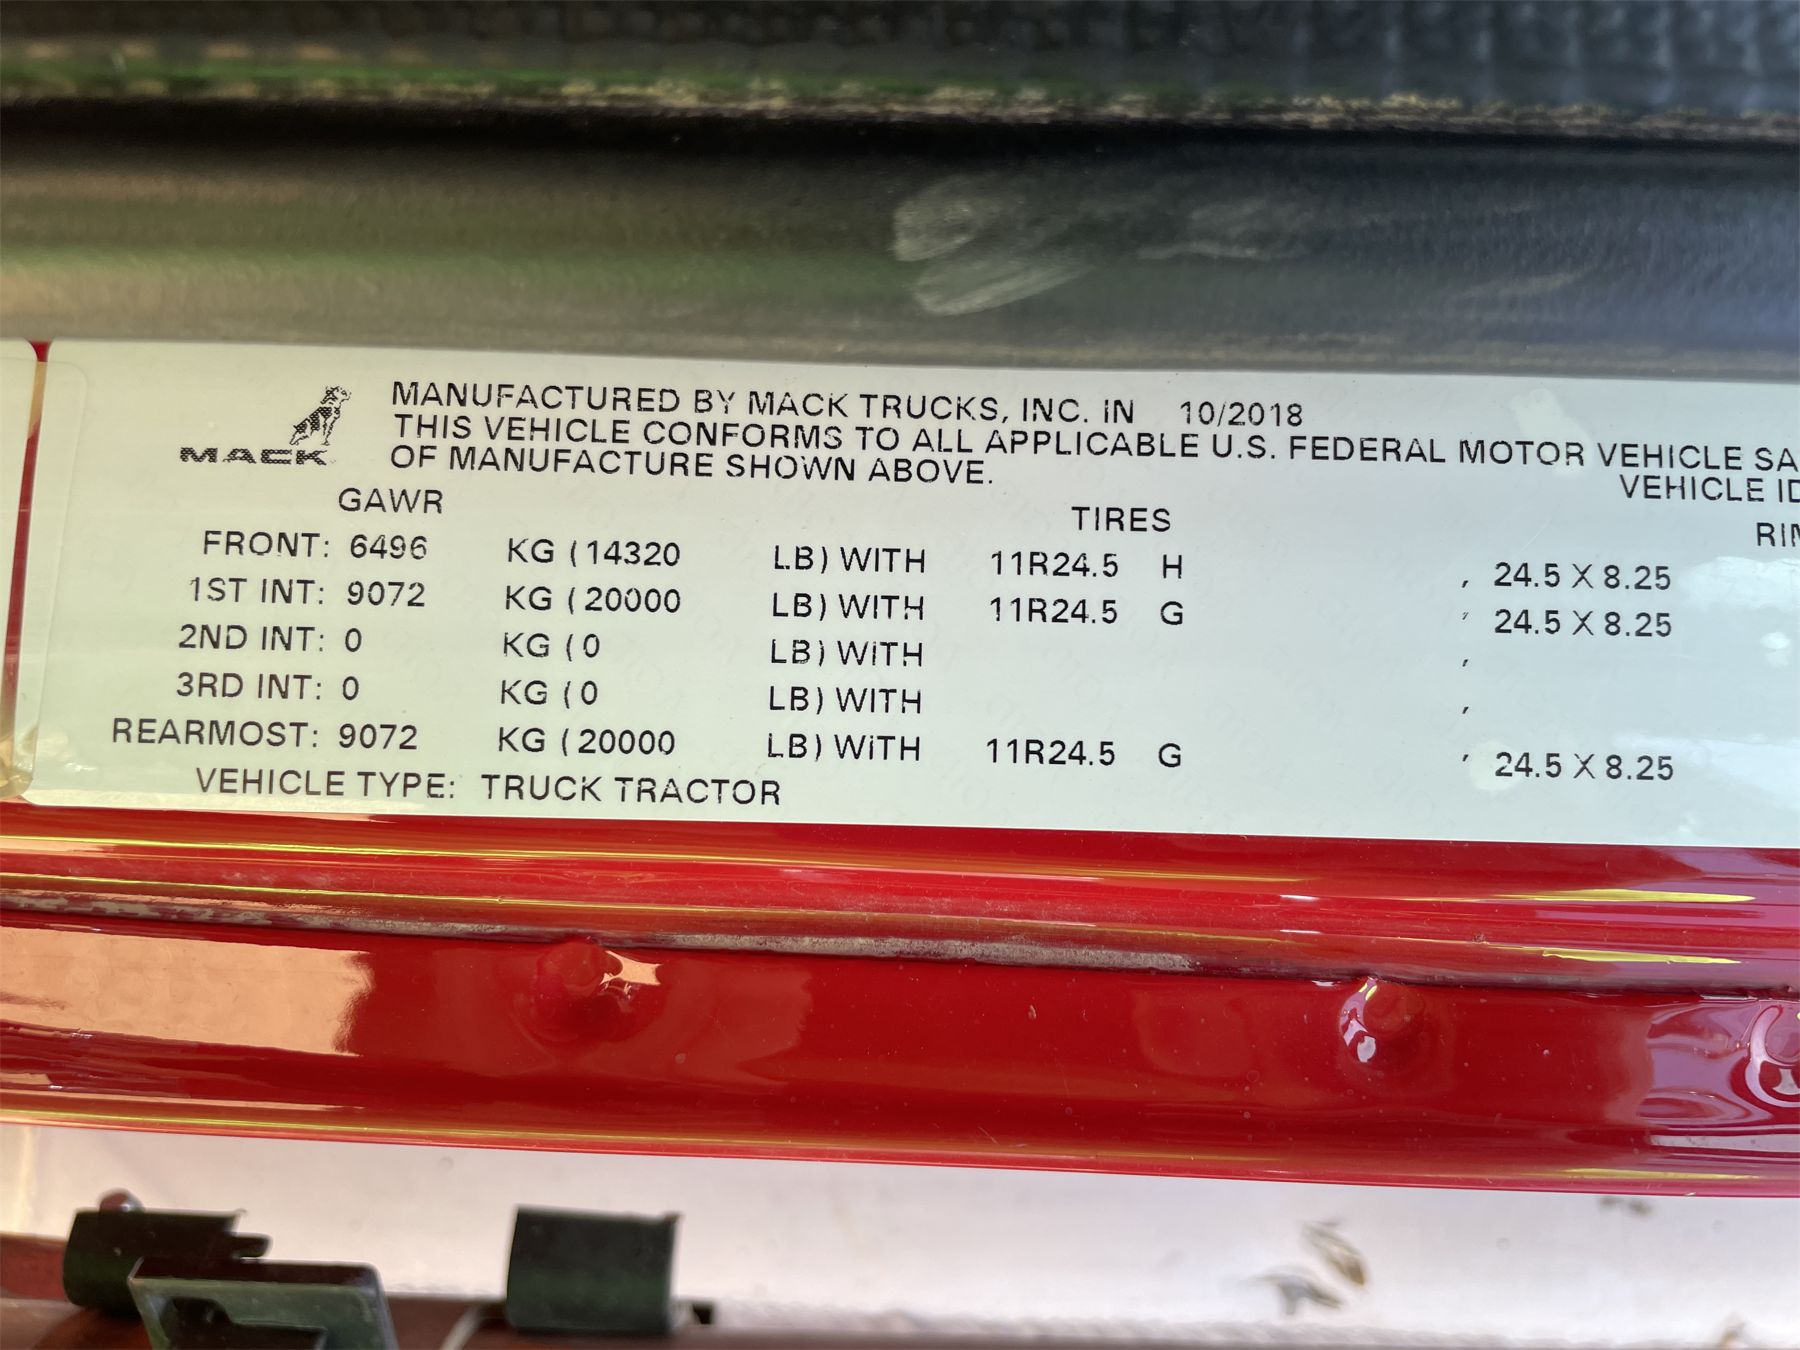 MACK
MANUFACTURED BY MACK TRUCKS, INC. IN 10/2018
THIS VEHICLE CONFORMS TO ALL APPLICABLE U.S. FEDERAL MOTOR VEHICLE SA
OF MANUFACTURE SHOWN ABOVE.
VEHICLE ID
GAWR TIRES RIM
FRONT: 6496 KG (14320 LB) WITH 11R24.5 H , 24.5 X 8.25
1ST INT: 9072 KG (20000 LB) WITH 11R24.5 G , 24.5 X 8.25
2ND INT: 0 KG (0 LB) WITH ,
3RD INT: 0 KG (0 LB) WITH ,
REARMOST: 9072 KG (20000 LB) WITH 11R24.5 G , 24.5 X 8.25
VEHICLE TYPE: TRUCK TRACTOR